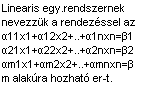 Linearis egy.rendszernek
nevezzük a rendezéssel az
α11x1+α12x2+..+α1nxn=β1
α21x1+α22x2+..+α2nxn=β2
αm1x1+αm2x2+..+αmnxn=β
m alakúra hozható er-t.